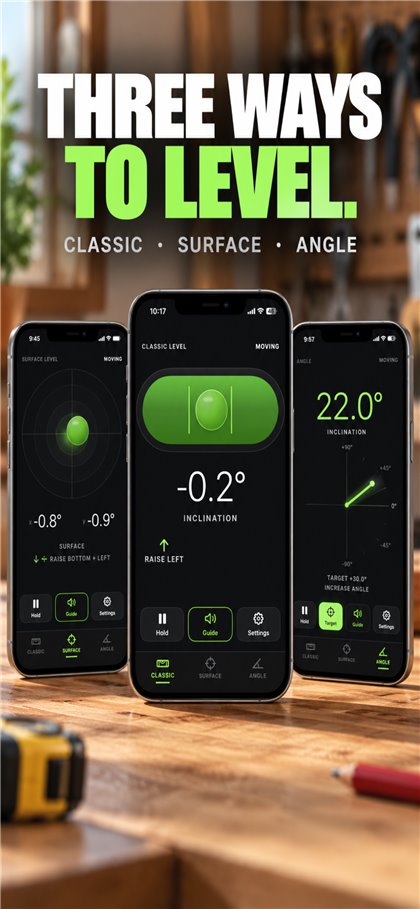 THREE WAYS
TO LEVEL.
CLASSIC • SURFACE • ANGLE
9:45
SURFACE LEVEL
MOVING
x -0.8°
y -0.9°
SURFACE
↓ ← RAISE BOTTOM + LEFT
Hold
Guide
Settings
CLASSIC
SURFACE
ANGLE
10:17
CLASSIC LEVEL
MOVING
-0.2°
INCLINATION
↑
RAISE LEFT
Hold
Guide
Settings
CLASSIC
SURFACE
ANGLE
9:57
ANGLE
MOVING
22.0°
INCLINATION
+90°
+45°
0°
-45°
-90°
TARGET +30.0°
INCREASE ANGLE
Hold
Target
Guide
Settings
CLASSIC
SURFACE
ANGLE